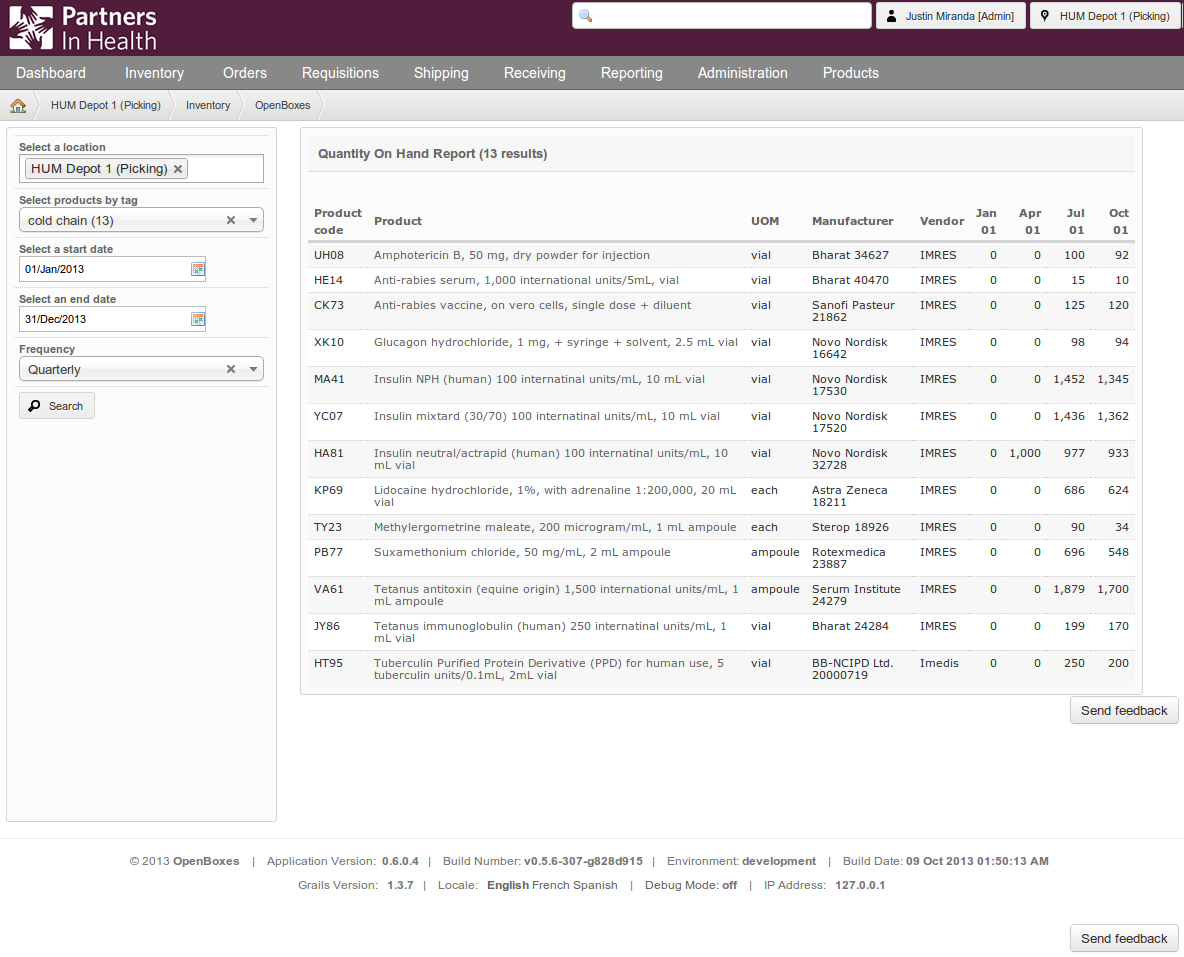 Partners
In Health
Justin Miranda [Admin]
HUM Depot 1 (Picking)
Dashboard Inventory Orders Requisitions Shipping Receiving Reporting Administration Products
HUM Depot 1 (Picking) Inventory OpenBoxes
Select a location
HUM Depot 1 (Picking)
Select products by tag
cold chain (13)
Select a start date
01/Jan/2013
Select an end date
31/Dec/2013
Frequency
Quarterly
Search
Quantity On Hand Report (13 results)
Product code Product UOM Manufacturer Vendor Jan 01 Apr 01 Jul 01 Oct 01
UH08 Amphotericin B, 50 mg, dry powder for injection vial Bharat 34627 IMRES 0 0 100 92
HE14 Anti-rabies serum, 1,000 international units/5mL, vial vial Bharat 40470 IMRES 0 0 15 10
CK73 Anti-rabies vaccine, on vero cells, single dose + diluent vial Sanofi Pasteur 21862 IMRES 0 0 125 120
XK10 Glucagon hydrochloride, 1 mg, + syringe + solvent, 2.5 mL vial vial Novo Nordisk 16642 IMRES 0 0 98 94
MA41 Insulin NPH (human) 100 internatinal units/mL, 10 mL vial vial Novo Nordisk 17530 IMRES 0 0 1,452 1,345
YC07 Insulin mixtard (30/70) 100 internatinal units/mL, 10 mL vial vial Novo Nordisk 17520 IMRES 0 0 1,436 1,362
HA81 Insulin neutral/actrapid (human) 100 internatinal units/mL, 10 mL vial vial Novo Nordisk 32728 IMRES 0 1,000 977 933
KP69 Lidocaine hydrochloride, 1%, with adrenaline 1:200,000, 20 mL vial each Astra Zeneca 18211 IMRES 0 0 686 624
TY23 Methylergometrine maleate, 200 microgram/mL, 1 mL ampoule each Sterop 18926 IMRES 0 0 90 34
PB77 Suxamethonium chloride, 50 mg/mL, 2 mL ampoule ampoule Rotexmedica 23887 IMRES 0 0 696 548
VA61 Tetanus antitoxin (equine origin) 1,500 international units/mL, 1 mL ampoule ampoule Serum Institute 24279 IMRES 0 0 1,879 1,700
JY86 Tetanus immunoglobulin (human) 250 internatinal units/mL, 1 mL vial vial Bharat 24284 IMRES 0 0 199 170
HT95 Tuberculin Purified Protein Derivative (PPD) for human use, 5 tuberculin units/0.1mL, 2mL vial vial BB-NCIPD Ltd. 20000719 Imedis 0 0 250 200
Send feedback
© 2013 OpenBoxes | Application Version: 0.6.0.4 | Build Number: v0.5.6-307-g828d915 | Environment: development | Build Date: 09 Oct 2013 01:50:13 AM
Grails Version: 1.3.7 | Locale: English French Spanish | Debug Mode: off | IP Address: 127.0.0.1
Send feedback